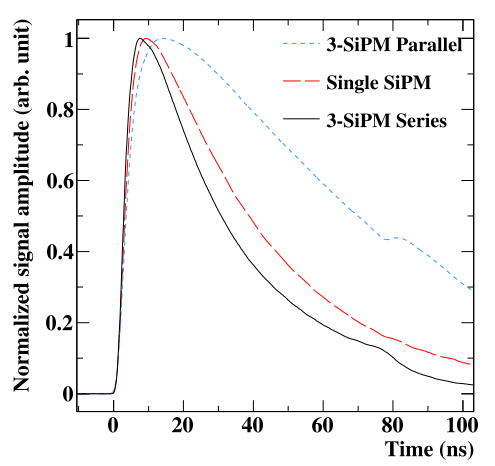 Normalized signal amplitude (arb. unit)
1
0.8
0.6
0.4
0.2
0
3-SiPM Parallel
Single SiPM
3-SiPM Series
0 20 40 60 80 100
Time (ns)